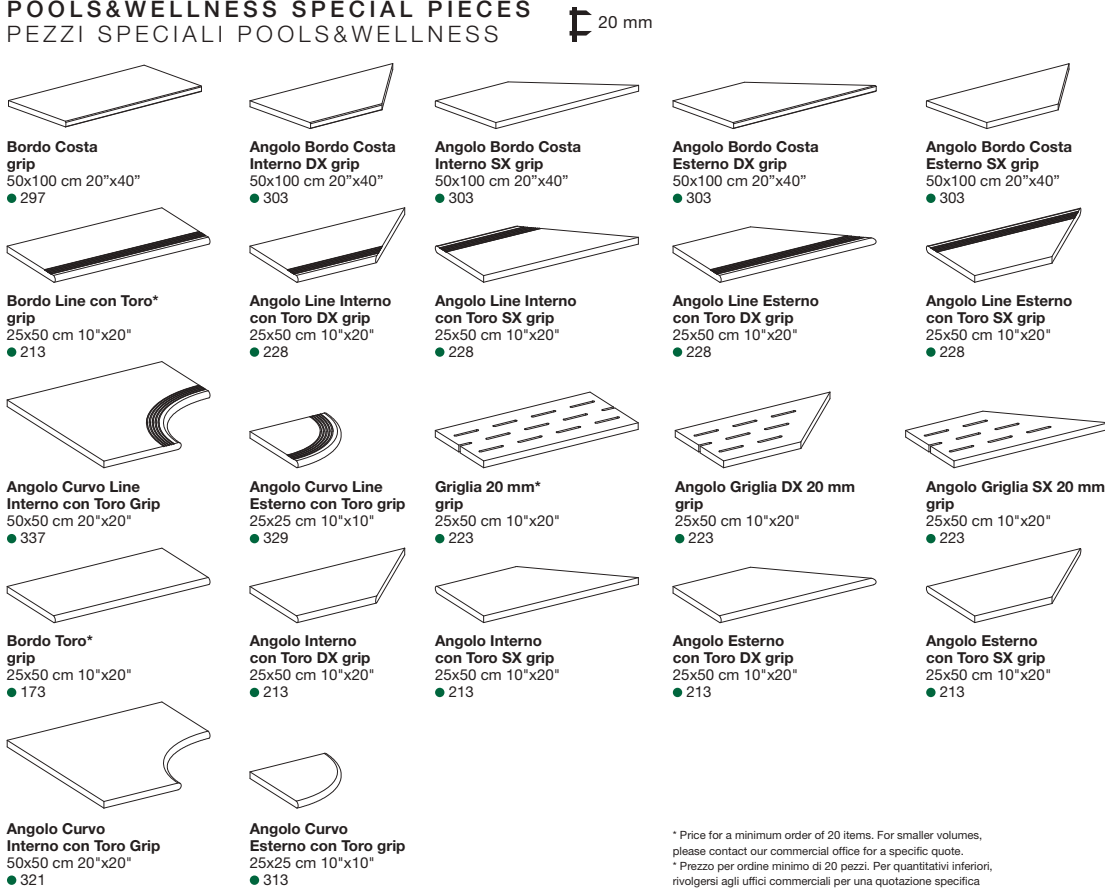 POOLS&WELLNESS SPECIAL PIECES
PEZZI SPECIALI POOLS&WELLNESS
20 mm
Bordo Costa
grip
50x100 cm 20”x40”
● 297
Angolo Bordo Costa
Interno DX grip
50x100 cm 20”x40”
● 303
Angolo Bordo Costa
Interno SX grip
50x100 cm 20”x40”
● 303
Angolo Bordo Costa
Esterno DX grip
50x100 cm 20”x40”
● 303
Angolo Bordo Costa
Esterno SX grip
50x100 cm 20”x40”
● 303
Bordo Line con Toro*
grip
25x50 cm 10"x20"
● 213
Angolo Line Interno
con Toro DX grip
25x50 cm 10"x20"
● 228
Angolo Line Interno
con Toro SX grip
25x50 cm 10"x20"
● 228
Angolo Line Esterno
con Toro DX grip
25x50 cm 10"x20"
● 228
Angolo Line Esterno
con Toro SX grip
25x50 cm 10"x20"
● 228
Angolo Curvo Line
Interno con Toro Grip
50x50 cm 20"x20"
● 337
Angolo Curvo Line
Esterno con Toro grip
25x25 cm 10"x10"
● 329
Griglia 20 mm*
grip
25x50 cm 10"x20"
● 223
Angolo Griglia DX 20 mm
grip
25x50 cm 10"x20"
● 223
Angolo Griglia SX 20 mm
grip
25x50 cm 10"x20"
● 223
Bordo Toro*
grip
25x50 cm 10"x20"
● 173
Angolo Interno
con Toro DX grip
25x50 cm 10"x20"
● 213
Angolo Interno
con Toro SX grip
25x50 cm 10"x20"
● 213
Angolo Esterno
con Toro DX grip
25x50 cm 10"x20"
● 213
Angolo Esterno
con Toro SX grip
25x50 cm 10"x20"
● 213
Angolo Curvo
Interno con Toro Grip
50x50 cm 20"x20"
● 321
Angolo Curvo
Esterno con Toro grip
25x25 cm 10"x10"
● 313
* Price for a minimum order of 20 items. For smaller volumes,
please contact our commercial office for a specific quote.
* Prezzo per ordine minimo di 20 pezzi. Per quantitativi inferiori,
rivolgersi agli uffici commerciali per una quotazione specifica